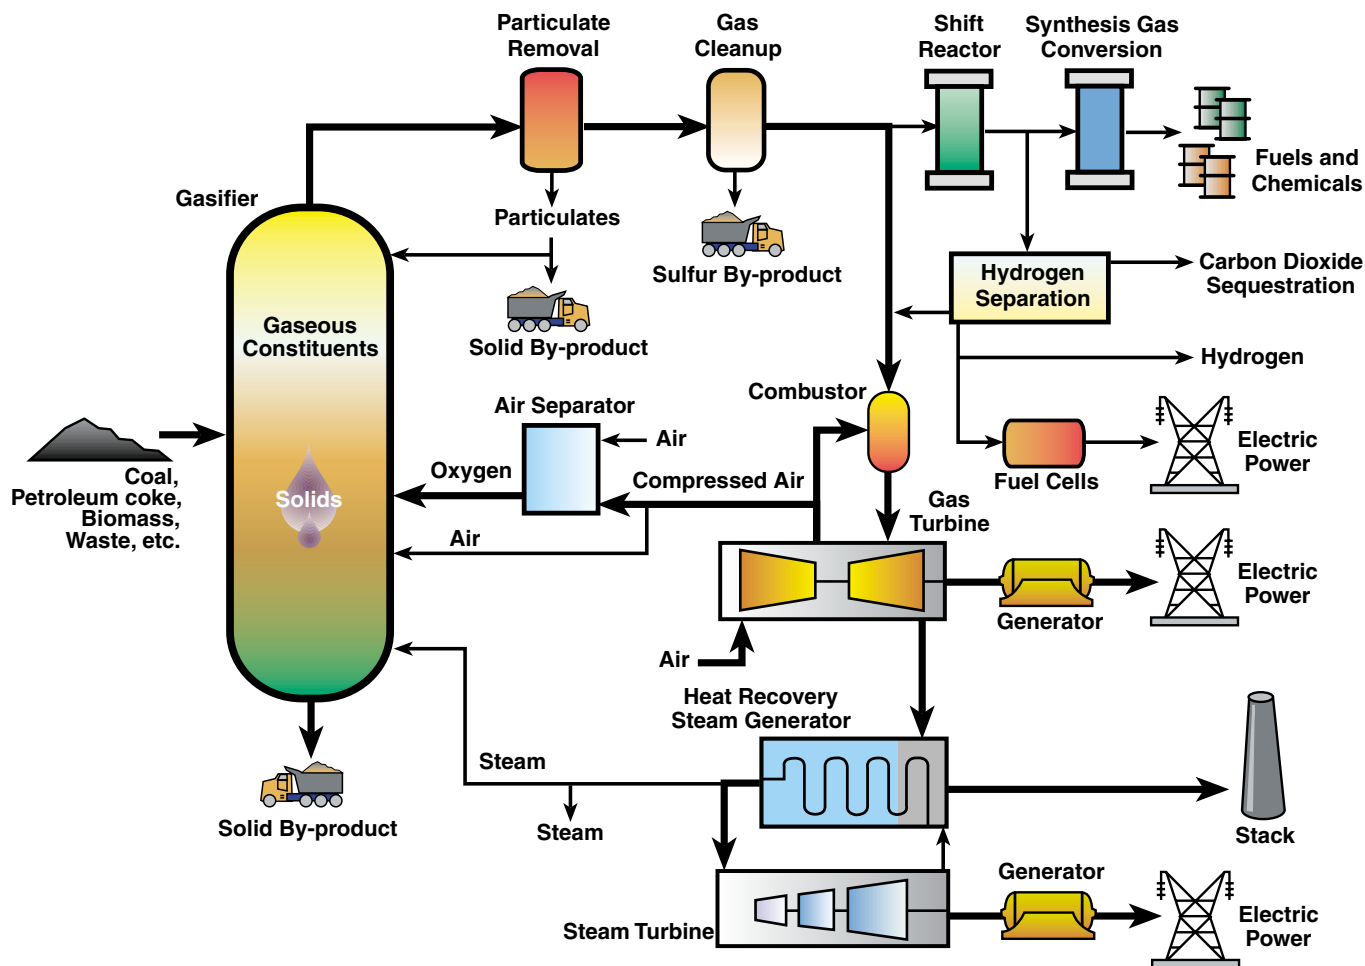 Particulate
Removal
Gas
Cleanup
Shift
Reactor
Synthesis Gas
Conversion
Fuels and
Chemicals
Gasifier
Particulates
Sulfur By-product
Solid By-product
Hydrogen
Separation
Carbon Dioxide
Sequestration
Hydrogen
Gaseous
Constituents
Combustor
Air Separator
Air
Oxygen
Compressed Air
Fuel Cells
Electric
Power
Coal,
Petroleum coke,
Biomass,
Waste, etc.
Solids
Air
Gas
Turbine
Generator
Electric
Power
Air
Heat Recovery
Steam Generator
Steam
Steam
Stack
Solid By-product
Steam Turbine
Generator
Electric
Power